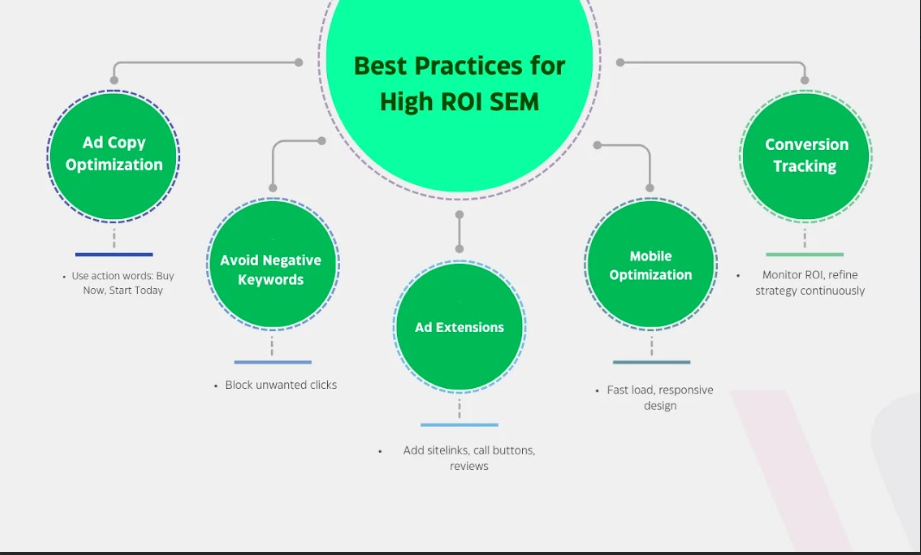 Best Practices for
High ROI SEM
Ad Copy
Optimization
• Use action words: Buy
Now, Start Today
Avoid Negative
Keywords
• Block unwanted clicks
Ad Extensions
• Add sitelinks, call buttons,
reviews
Mobile
Optimization
• Fast load, responsive
design
Conversion
Tracking
• Monitor ROI, refine
strategy continuously